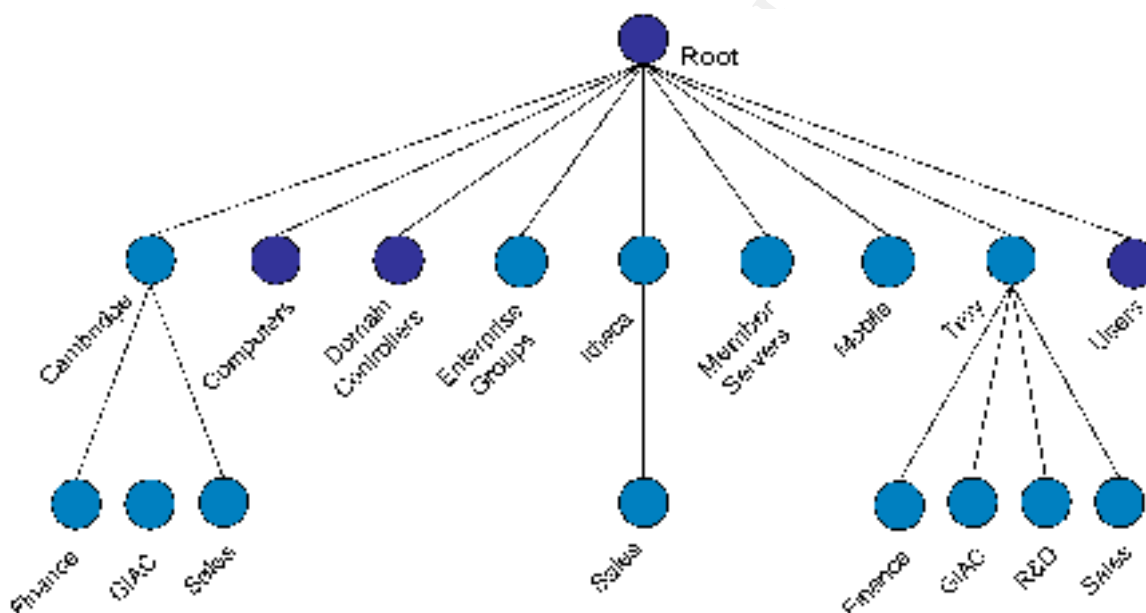 Root
Cambridge
Computers
Domain
Controllers
Enterprise
Groups
Ithaca
Member
Servers
Mobile
Users
Finance
GIAC
Sales
Sales
Finance
GIAC
R&D
Sales